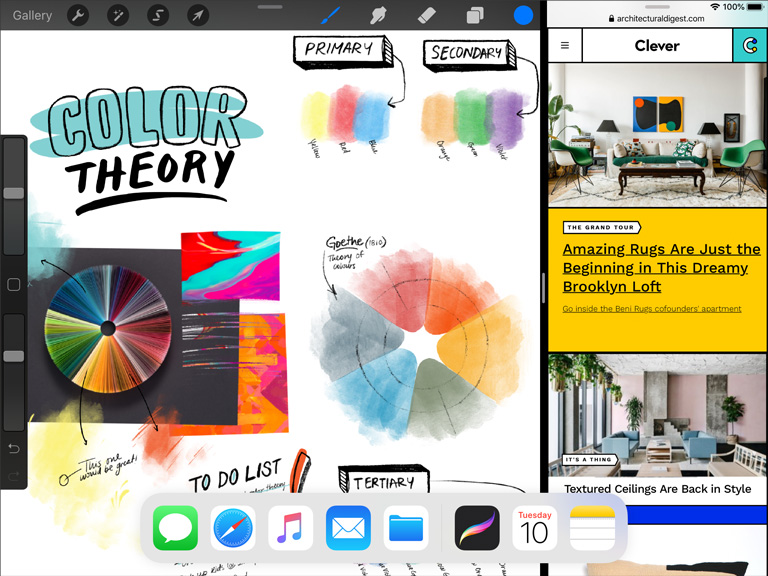 Gallery
100%
architecturaldigest.com
PRIMARY
SECONDARY
Clever
COLOR
THEORY
Yellow
Red
Blue
Orange
Green
Violet
THE GRAND TOUR
Amazing Rugs Are Just the
Beginning in This Dreamy
Brooklyn Loft
Go inside the Beni Rugs cofounders' apartment
Goethe (1810)
Theory of
colours
This one
would be great!
TO DO LIST
TERTIARY
IT'S A THING
Textured Ceilings Are Back in Style
Tuesday
10